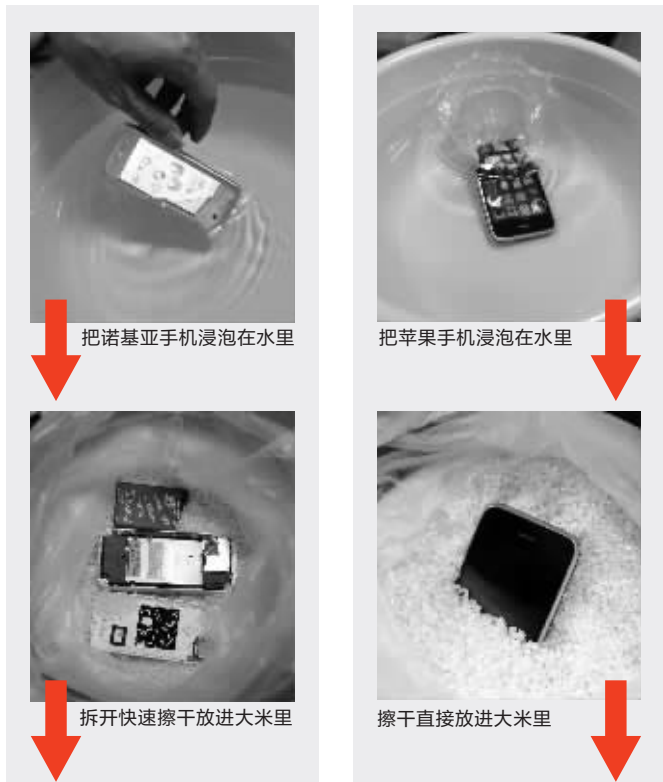 把诺基亚手机浸泡在水里
把苹果手机浸泡在水里
拆开快速擦干放进大米里
擦干直接放进大米里